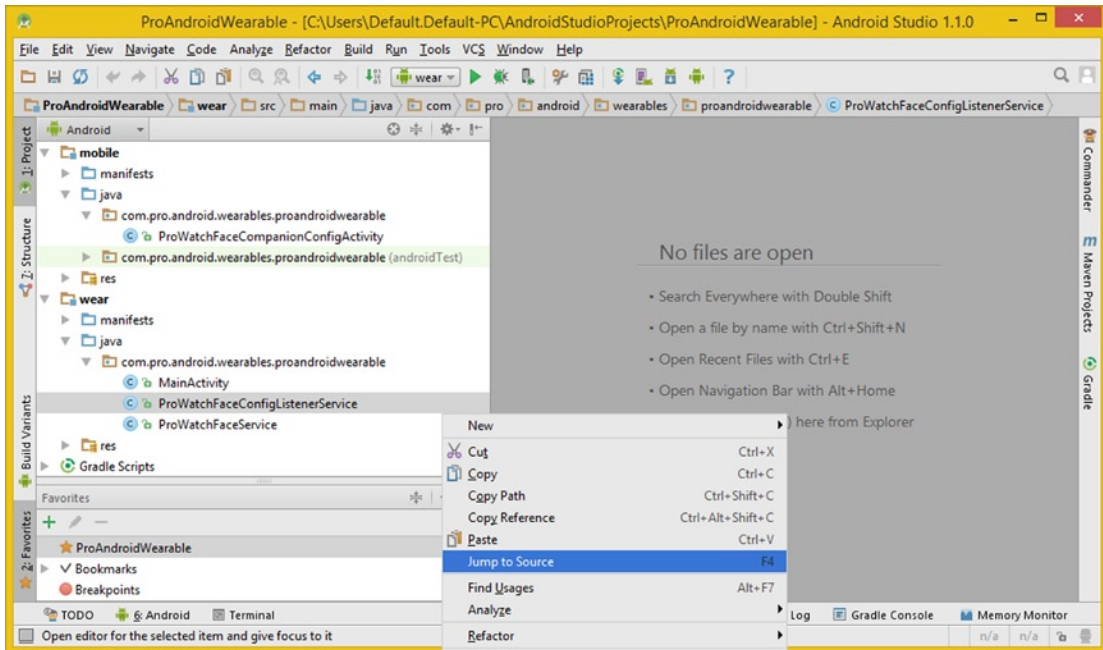 ProAndroidWearable - [C:\Users\Default.Default-PC\AndroidStudioProjects\ProAndroidWearable] - Android Studio 1.1.0
File Edit View Navigate Code Analyze Refactor Build Run Tools VCS Window Help
wear
ProAndroidWearable wear src main java com pro android wearables proandroidwearable ProWatchFaceConfigListenerService
1: Project
Z: Structure
Build Variants
2: Favorites
Android
mobile
manifests
java
com.pro.android.wearables.proandroidwearable
ProWatchFaceCompanionConfigActivity
com.pro.android.wearables.proandroidwearable (androidTest)
res
wear
manifests
java
com.pro.android.wearables.proandroidwearable
MainActivity
ProWatchFaceConfigListenerService
ProWatchFaceService
res
Gradle Scripts
Favorites
ProAndroidWearable
Bookmarks
Breakpoints
No files are open
• Search Everywhere with Double Shift
• Open a file by name with Ctrl+Shift+N
• Open Recent Files with Ctrl+E
• Open Navigation Bar with Alt+Home
) here from Explorer
New
Cut Ctrl+X
Copy Ctrl+C
Copy Path Ctrl+Shift+C
Copy Reference Ctrl+Alt+Shift+C
Paste Ctrl+V
Jump to Source F4
Find Usages Alt+F7
Analyze
Refactor
Commander
m Maven Projects
Gradle
TODO 6: Android Terminal Log Gradle Console Memory Monitor
Open editor for the selected item and give focus to it n/a n/a